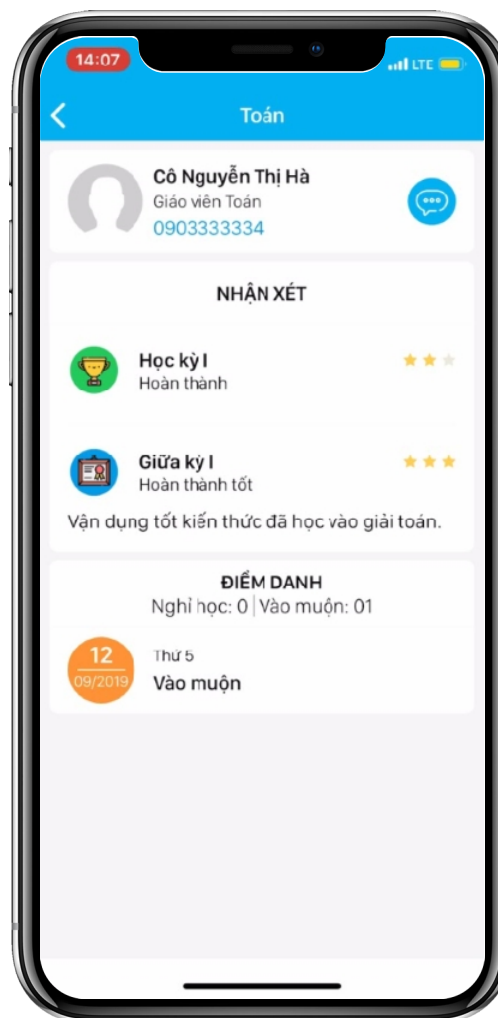 14:07
LTE
Toán
Cô Nguyễn Thị Hà
Giáo viên Toán
0903333334
NHẬN XÉT
Học kỳ I
Hoàn thành
Giữa kỳ I
Hoàn thành tốt
Vận dụng tốt kiến thức đã học vào giải toán.
ĐIỂM DANH
Nghỉ học: 0 | Vào muộn: 01
12
09/2019
Thứ 5
Vào muộn